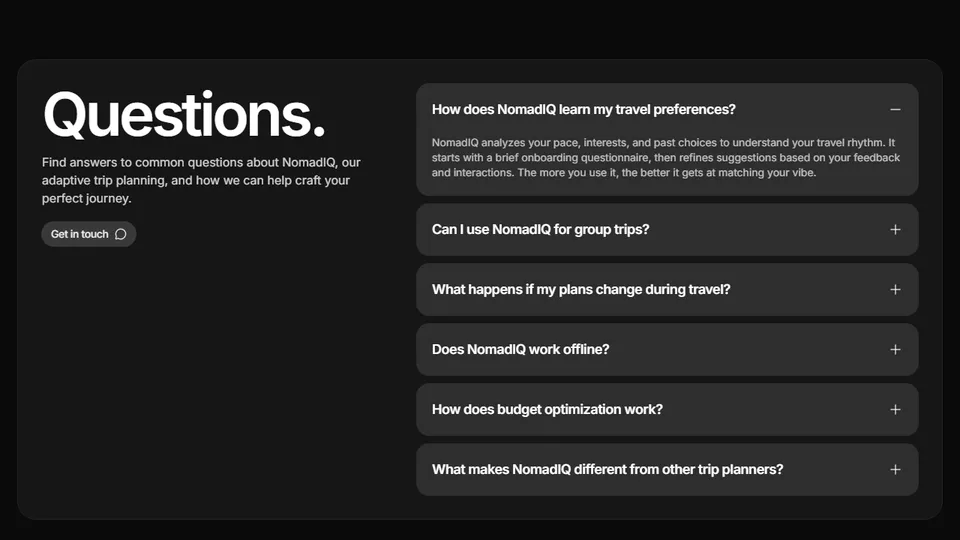 Questions.
Find answers to common questions about NomadIQ, our
adaptive trip planning, and how we can help craft your
perfect journey.
Get in touch
How does NomadIQ learn my travel preferences?
NomadIQ analyzes your pace, interests, and past choices to understand your travel rhythm. It
starts with a brief onboarding questionnaire, then refines suggestions based on your feedback
and interactions. The more you use it, the better it gets at matching your vibe.
Can I use NomadIQ for group trips?
What happens if my plans change during travel?
Does NomadIQ work offline?
How does budget optimization work?
What makes NomadIQ different from other trip planners?